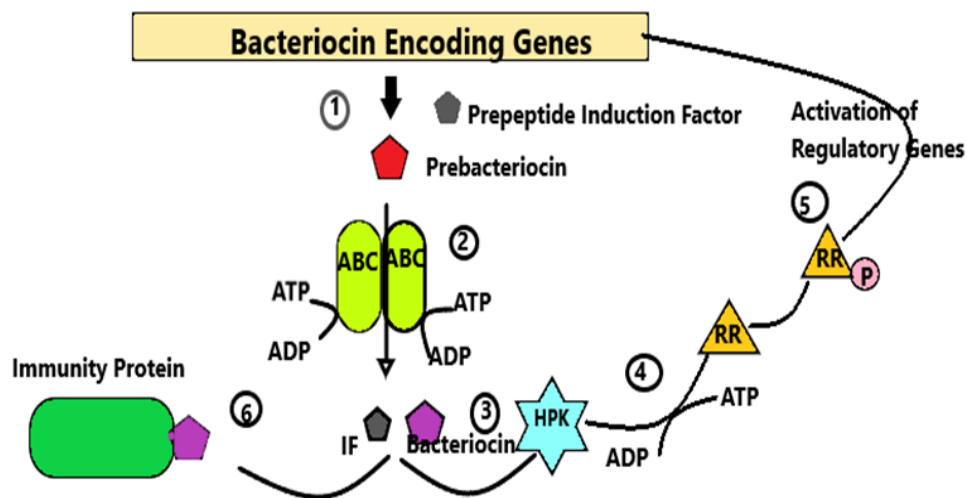 Bacteriocin Encoding Genes
1
Prepeptide Induction Factor
Activation of
Regulatory Genes
Prebacteriocin
5
2
ABC
ABC
RR
P
ATP
ATP
ADP
ADP
RR
Immunity Protein
4
6
3
HPK
ATP
IF
Bacteriocin
ADP